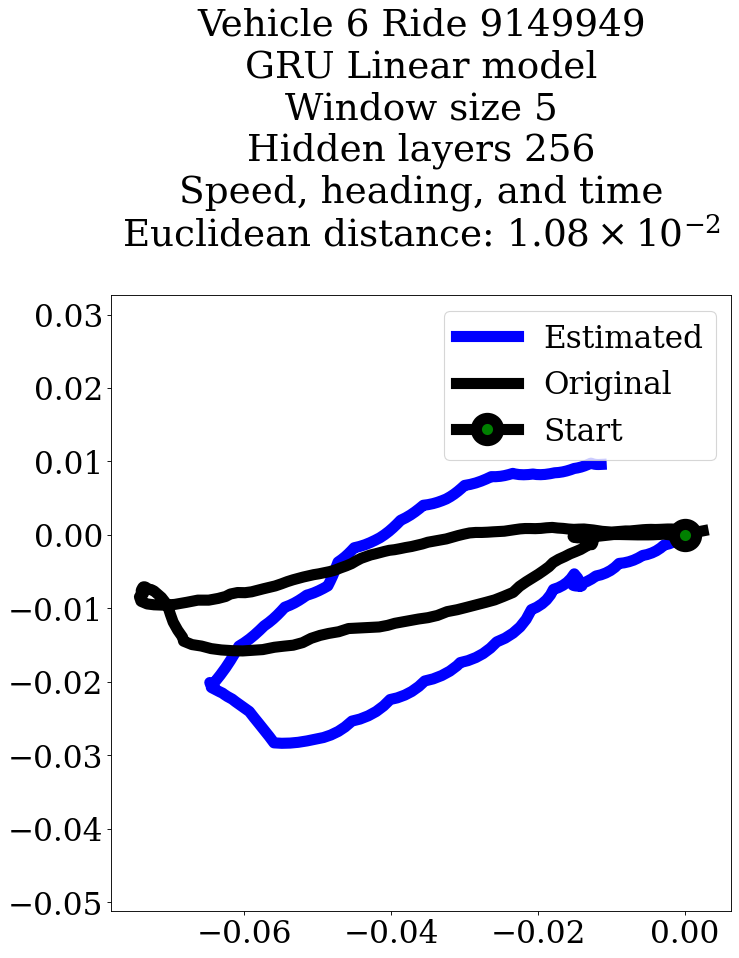 Vehicle 6 Ride 9149949
GRU Linear model
Window size 5
Hidden layers 256
Speed, heading, and time
Euclidean distance: 1.08 × 10⁻²
Estimated
Original
Start
0.03
0.02
0.01
0.00
−0.01
−0.02
−0.03
−0.04
−0.05
−0.06 −0.04 −0.02 0.00